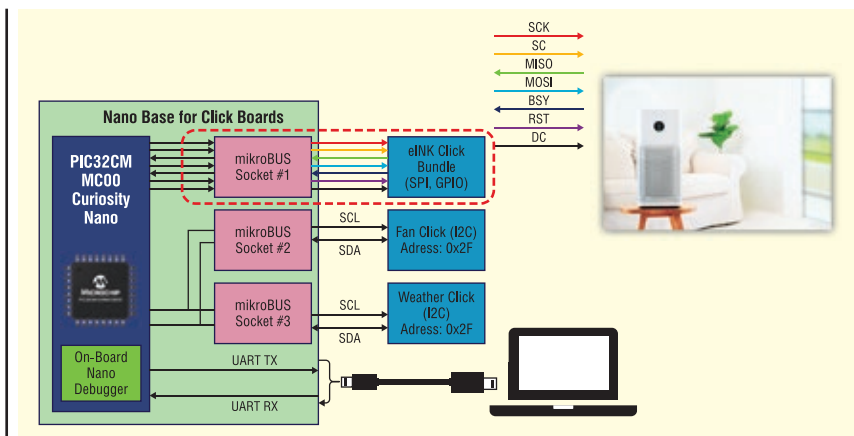 SCK
SC
MISO
MOSI
BSY
RST
DC
Nano Base for Click Boards
PIC32CM
MC00
Curiosity
Nano
mikroBUS
Socket #1
eINK Click
Bundle
(SPI, GPIO)
mikroBUS
Socket #2
SCL
SDA
Fan Click (I2C)
Adress: 0x2F
mikroBUS
Socket #3
SCL
SDA
Weather Click
(I2C)
Adress: 0x2F
MICROCHIP
On-Board
Nano
Debugger
UART TX
UART RX